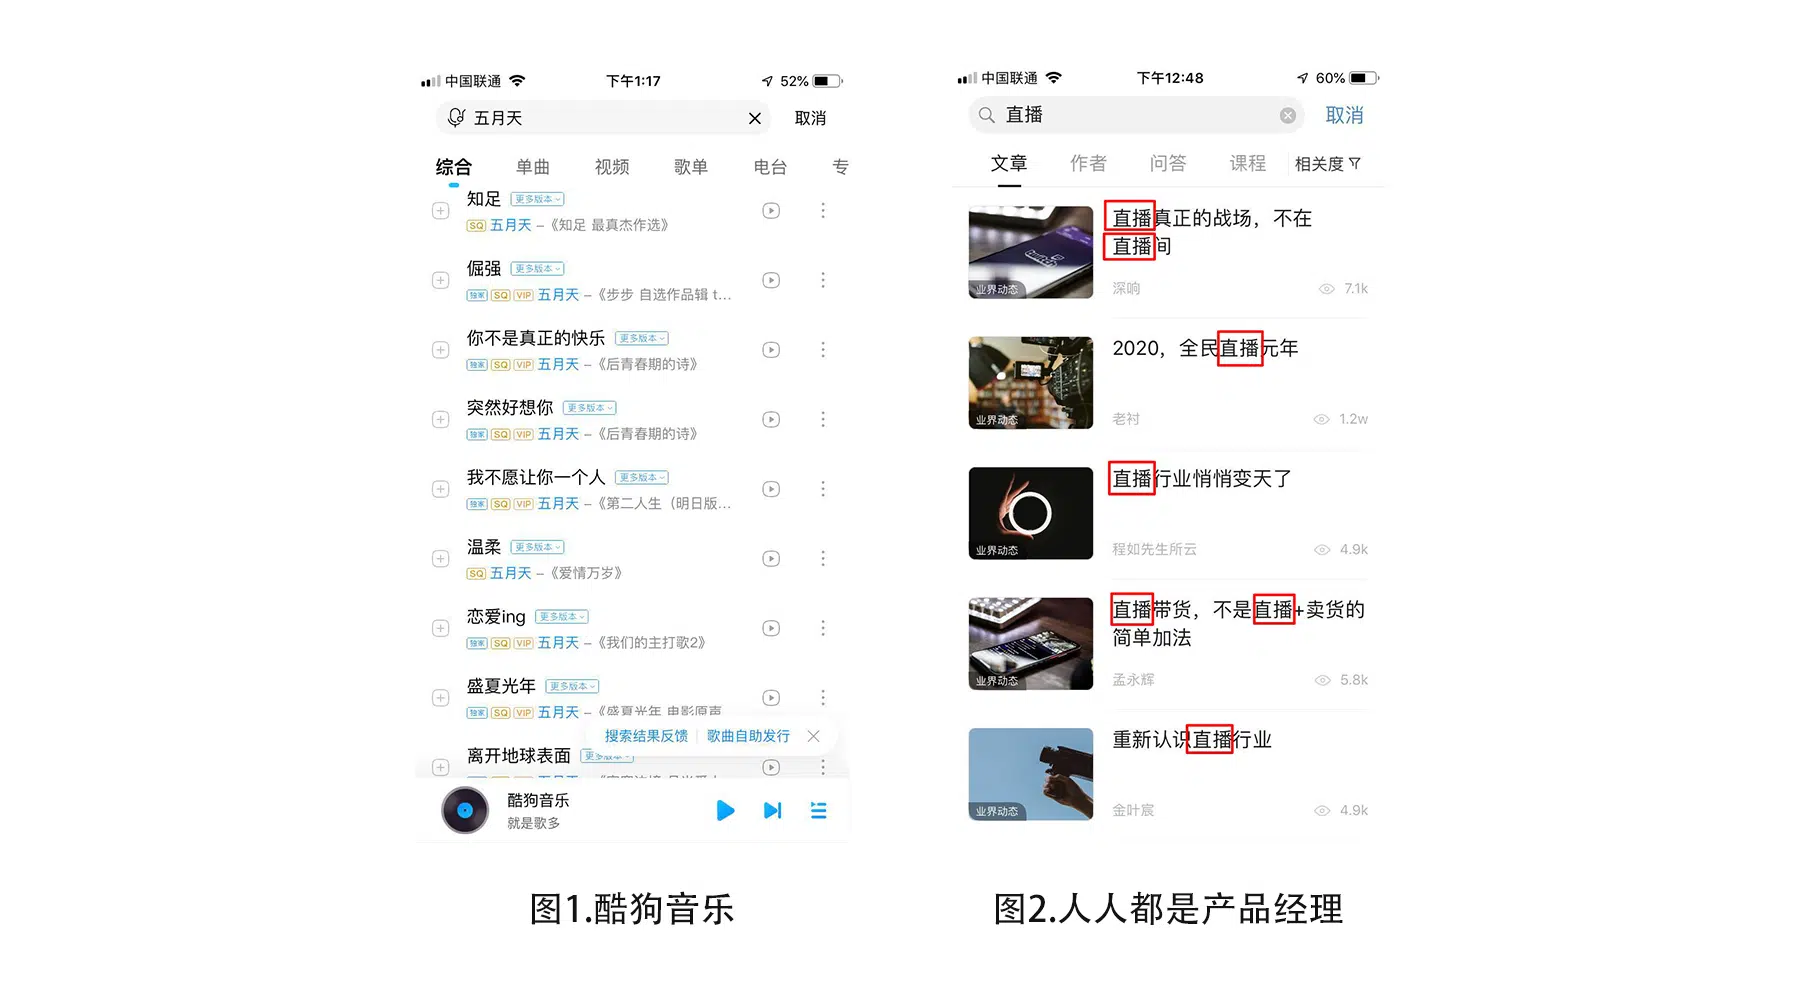 中国联通
下午1:17
52%
五月天
取消
综合
单曲
视频
歌单
电台
专
知足 更多版本
SQ 五月天 – 《知足 最真杰作选》
倔强 更多版本
独家 SQ VIP 五月天 – 《步步 自选作品辑 t...
你不是真正的快乐 更多版本
独家 SQ VIP 五月天 – 《后青春期的诗》
突然好想你 更多版本
独家 SQ VIP 五月天 – 《后青春期的诗》
我不愿让你一个人 更多版本
独家 SQ VIP 五月天 – 《第二人生（明日版...
温柔 更多版本
SQ 五月天 – 《爱情万岁》
恋爱ing 更多版本
独家 SQ VIP 五月天 – 《我们的主打歌2》
盛夏光年 更多版本
独家 SQ VIP 五月天 – 《盛夏光年 电影原声
搜索结果反馈
歌曲自助发行
离开地球表面 更多版本
酷狗音乐
就是歌多
图1.酷狗音乐
中国联通
下午12:48
60%
直播
取消
文章
作者
问答
课程
相关度
直播真正的战场，不在
直播间
业界动态
深响
7.1k
2020，全民直播元年
业界动态
老衬
1.2w
直播行业悄悄变天了
业界动态
程如先生所云
4.9k
直播带货，不是直播+卖货的
简单加法
业界动态
孟永辉
5.8k
重新认识直播行业
业界动态
金叶宸
4.9k
图2.人人都是产品经理